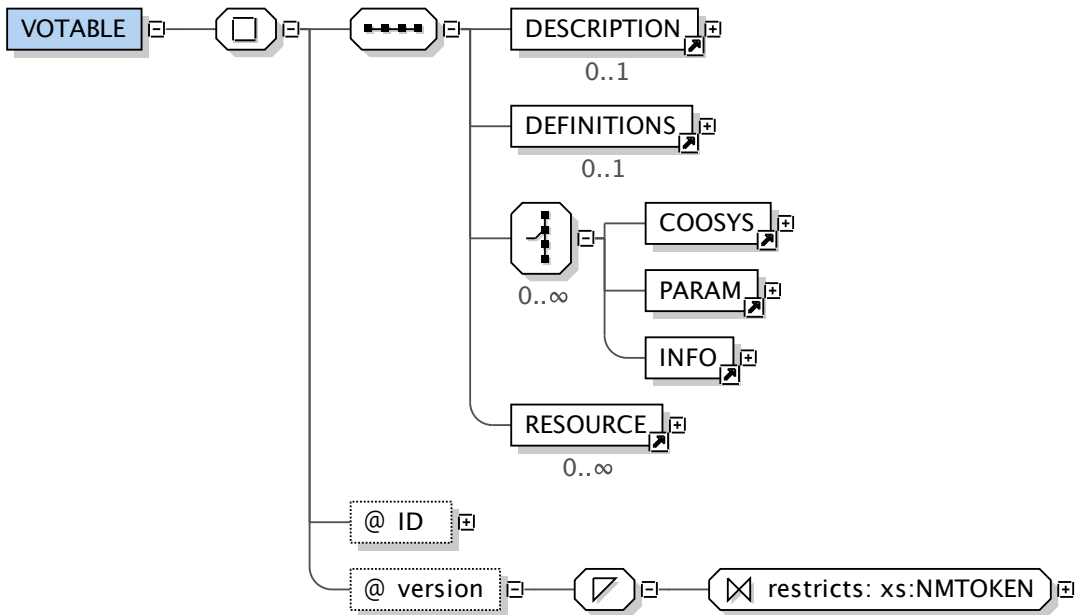 VOTABLE
DESCRIPTION
0..1
DEFINITIONS
0..1
COOSYS
0..∞
PARAM
INFO
RESOURCE
0..∞
@ ID
@ version
restricts: xs:NMTOKEN